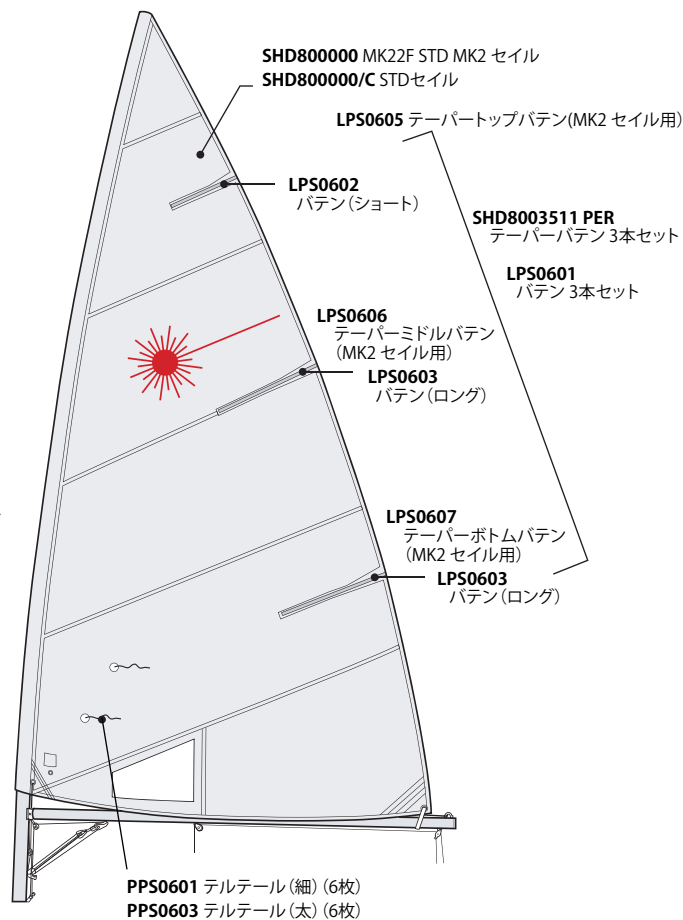 SHD800000 MK22F STD MK2 セイル
SHD800000/C STDセイル
LPS0605 テーパートップバテン(MK2 セイル用)
LPS0602
バテン(ショート)
SHD8003511 PER
テーパーバテン 3本セット
LPS0601
バテン 3本セット
LPS0606
テーパーミドルバテン
(MK2 セイル用)
LPS0603
バテン(ロング)
LPS0607
テーパーボトムバテン
(MK2 セイル用)
LPS0603
バテン(ロング)
PPS0601 テルテール(細)(6枚)
PPS0603 テルテール(太)(6枚)